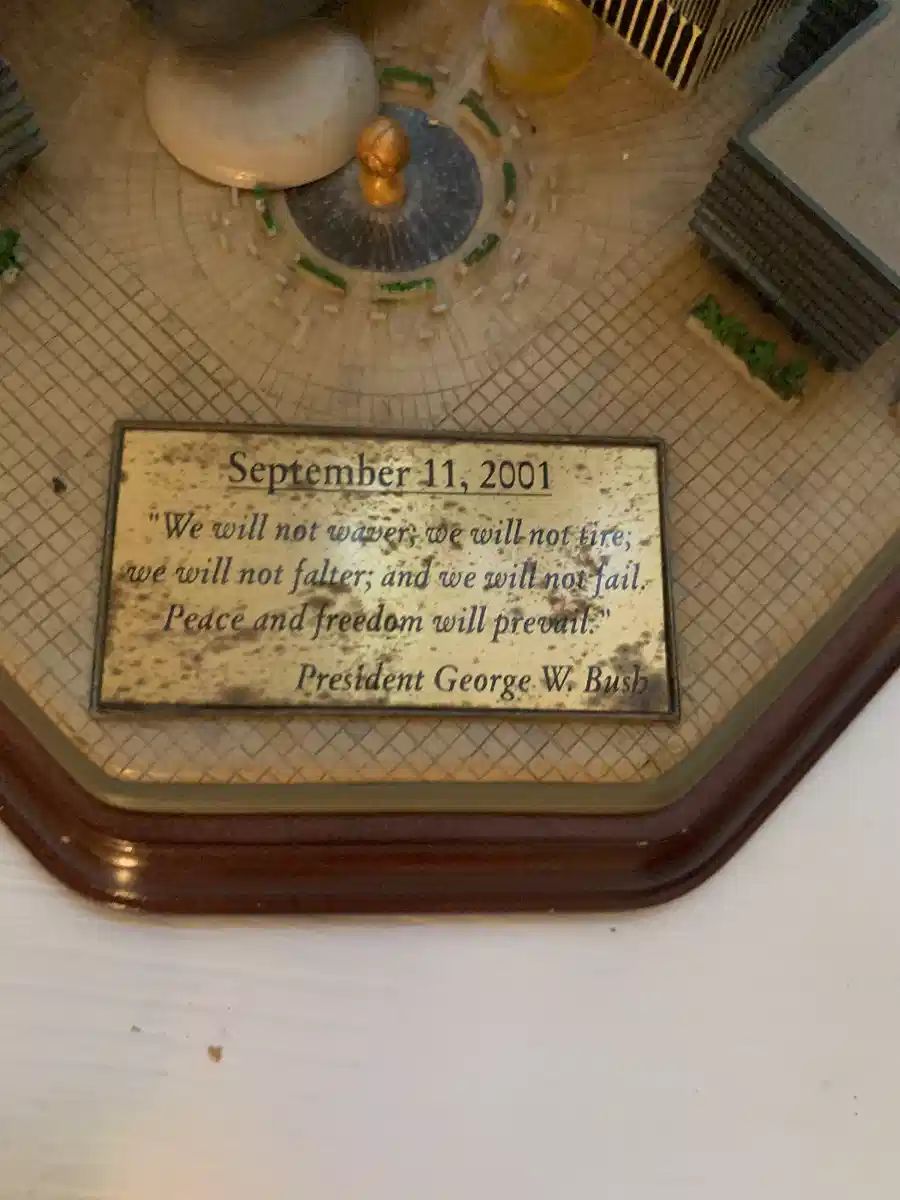 September 11, 2001
"We will not waver; we will not tire;
we will not falter; and we will not fail.
Peace and freedom will prevail."
President George W. Bush